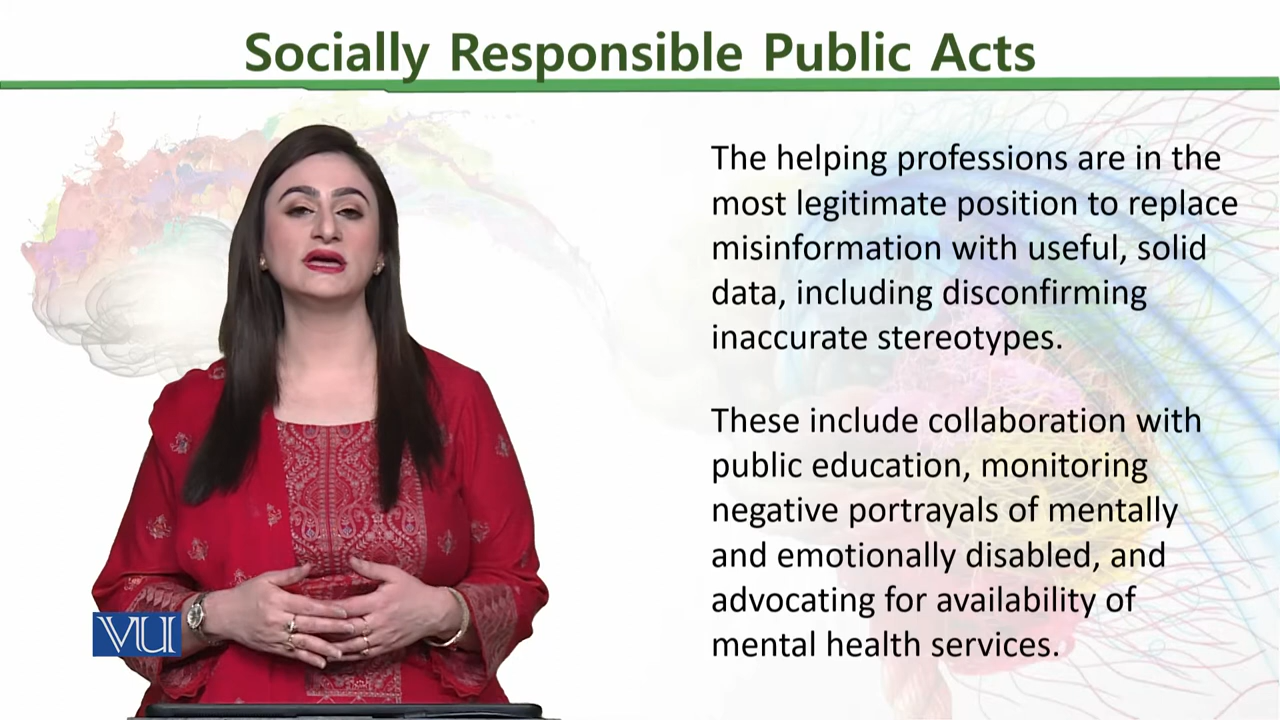 Socially Responsible Public Acts
The helping professions are in the
most legitimate position to replace
misinformation with useful, solid
data, including disconfirming
inaccurate stereotypes.
These include collaboration with
public education, monitoring
negative portrayals of mentally
and emotionally disabled, and
advocating for availability of
mental health services.
VU